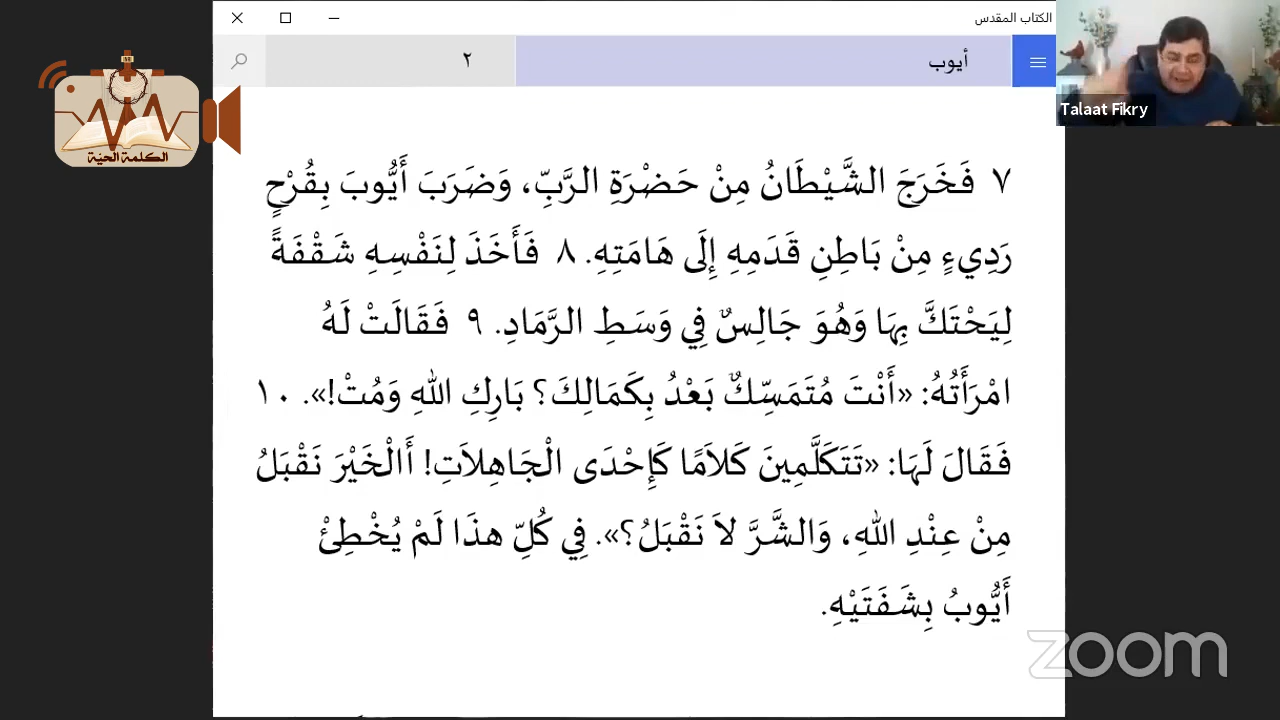 الكتاب المقدس
أيوب
٢
Talaat Fikry
الكلمة الحيّة
٧ فَخَرَجَ الشَّيْطَانُ مِنْ حَضْرَةِ الرَّبِّ، وَضَرَبَ أَيُّوبَ بِقُرْحٍ
رَدِيءٍ مِنْ بَاطِنِ قَدَمِهِ إِلَى هَامَتِهِ. ٨ فَأَخَذَ لِنَفْسِهِ شَقْفَةً
لِيَحْتَكَّ بِهَا وَهُوَ جَالِسٌ فِي وَسَطِ الرَّمَادِ. ٩ فَقَالَتْ لَهُ
امْرَأَتُهُ: «أَنْتَ مُتَمَسِّكٌ بَعْدُ بِكَمَالِكَ؟ بَارِكِ اللهِ وَمُتْ!». ١٠
فَقَالَ لَهَا: «تَتَكَلَّمِينَ كَلاَمًا كَإِحْدَى الْجَاهِلاَتِ! أَالْخَيْرَ نَقْبَلُ
مِنْ عِنْدِ اللهِ، وَالشَّرَّ لاَ نَقْبَلُ؟». فِي كُلِّ هذَا لَمْ يُخْطِئْ
أَيُّوبُ بِشَفَتَيْهِ.
zoom